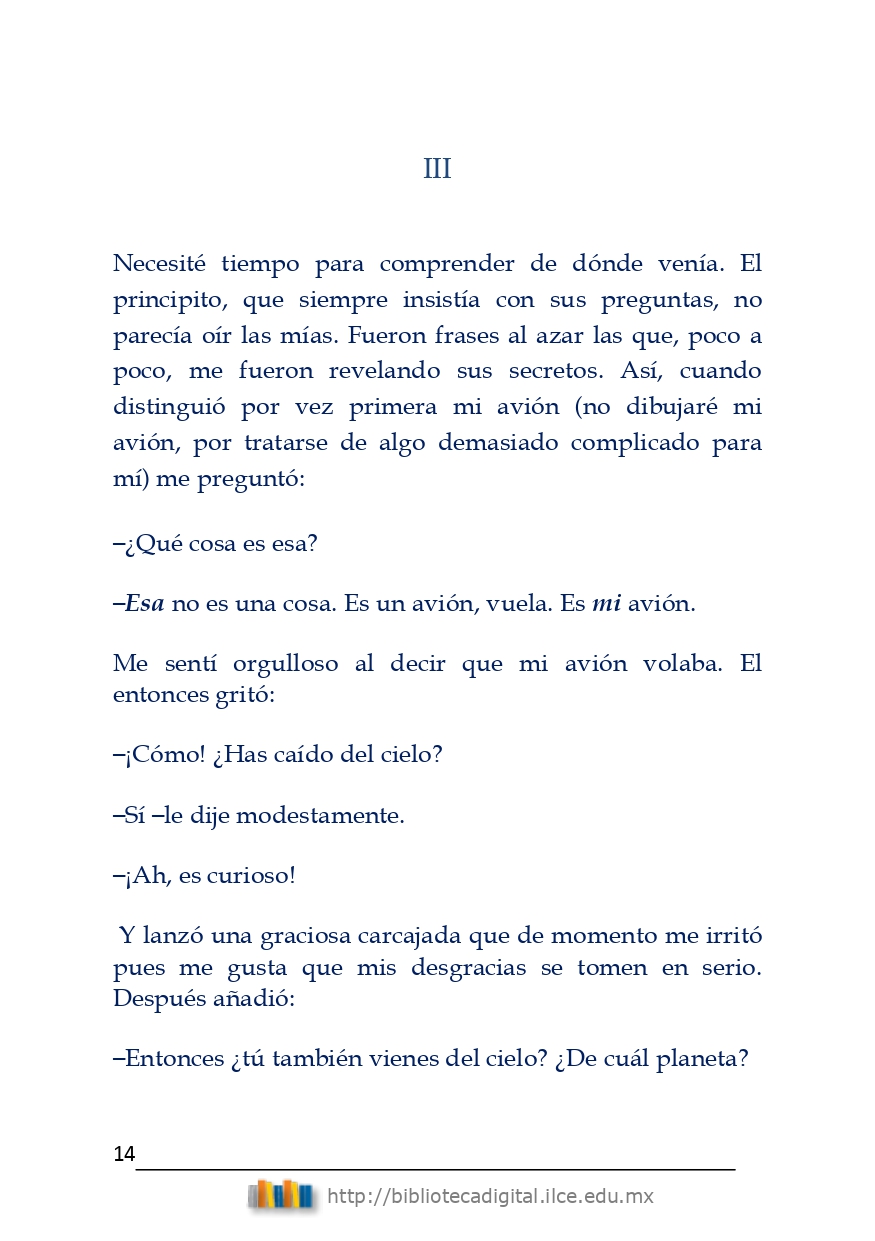 III
Necesité tiempo para comprender de dónde venía. El
principito, que siempre insistía con sus preguntas, no
parecía oír las mías. Fueron frases al azar las que, poco a
poco, me fueron revelando sus secretos. Así, cuando
distinguió por vez primera mi avión (no dibujaré mi
avión, por tratarse de algo demasiado complicado para
mí) me preguntó:
–¿Qué cosa es esa?
–Esa no es una cosa. Es un avión, vuela. Es mi avión.
Me sentí orgulloso al decir que mi avión volaba. El
entonces gritó:
–¡Cómo! ¿Has caído del cielo?
–Sí –le dije modestamente.
–¡Ah, es curioso!
Y lanzó una graciosa carcajada que de momento me irritó
pues me gusta que mis desgracias se tomen en serio.
Después añadió:
–Entonces ¿tú también vienes del cielo? ¿De cuál planeta?
14
http://bibliotecadigital.ilce.edu.mx